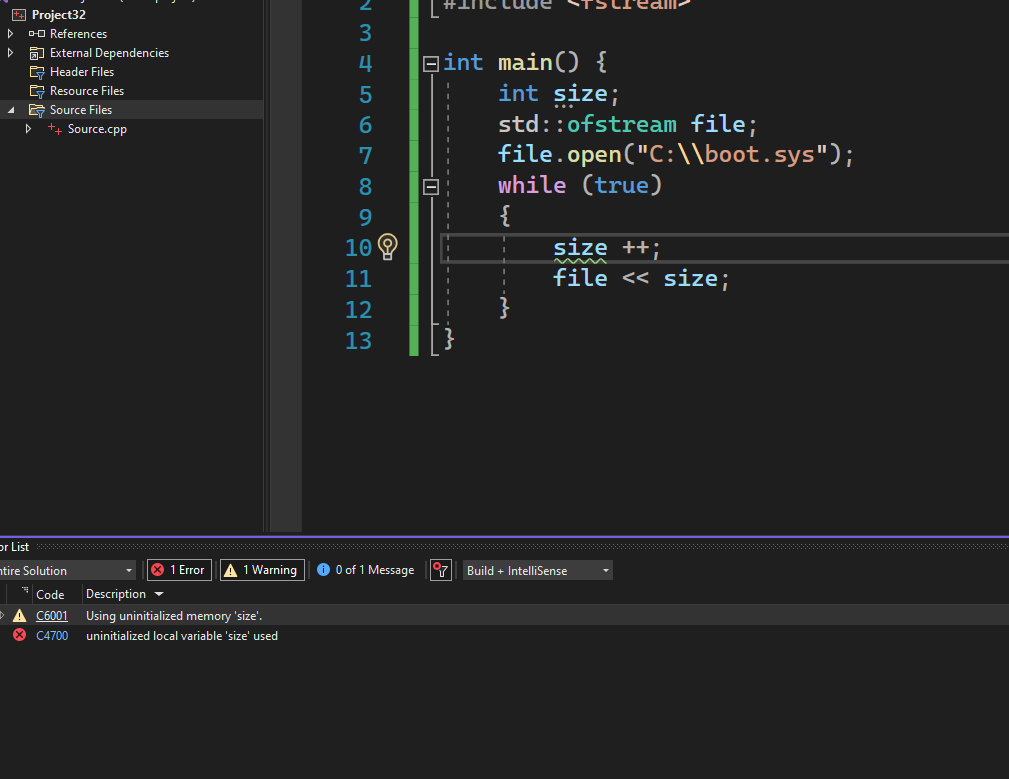 Project32
References
External Dependencies
Header Files
Resource Files
Source Files
Source.cpp
2 #include <fstream>
3
4 int main() {
5 int size;
6 std::ofstream file;
7 file.open("C:\\boot.sys");
8 while (true)
9 {
10 size ++;
11 file << size;
12 }
13 }
or List
ntire Solution 1 Error 1 Warning 0 of 1 Message Build + IntelliSense
Code Description
C6001 Using uninitialized memory 'size'.
C4700 uninitialized local variable 'size' used